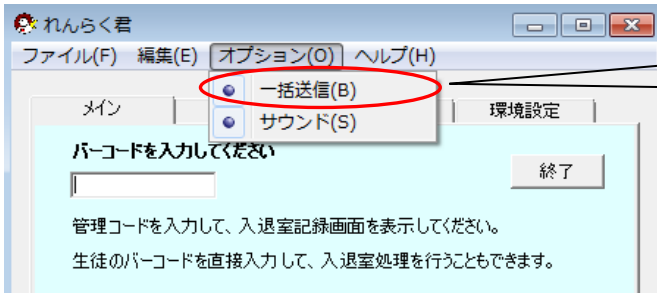 れんらく君
ファイル(F) 編集(E) オプション(O) ヘルプ(H)
一括送信(B)
サウンド(S)
メイン 環境設定
バーコードを入力してください
終了
管理コードを入力して、入退室記録画面を表示してください。
生徒のバーコードを直接入力して、入退室処理を行うこともできます。